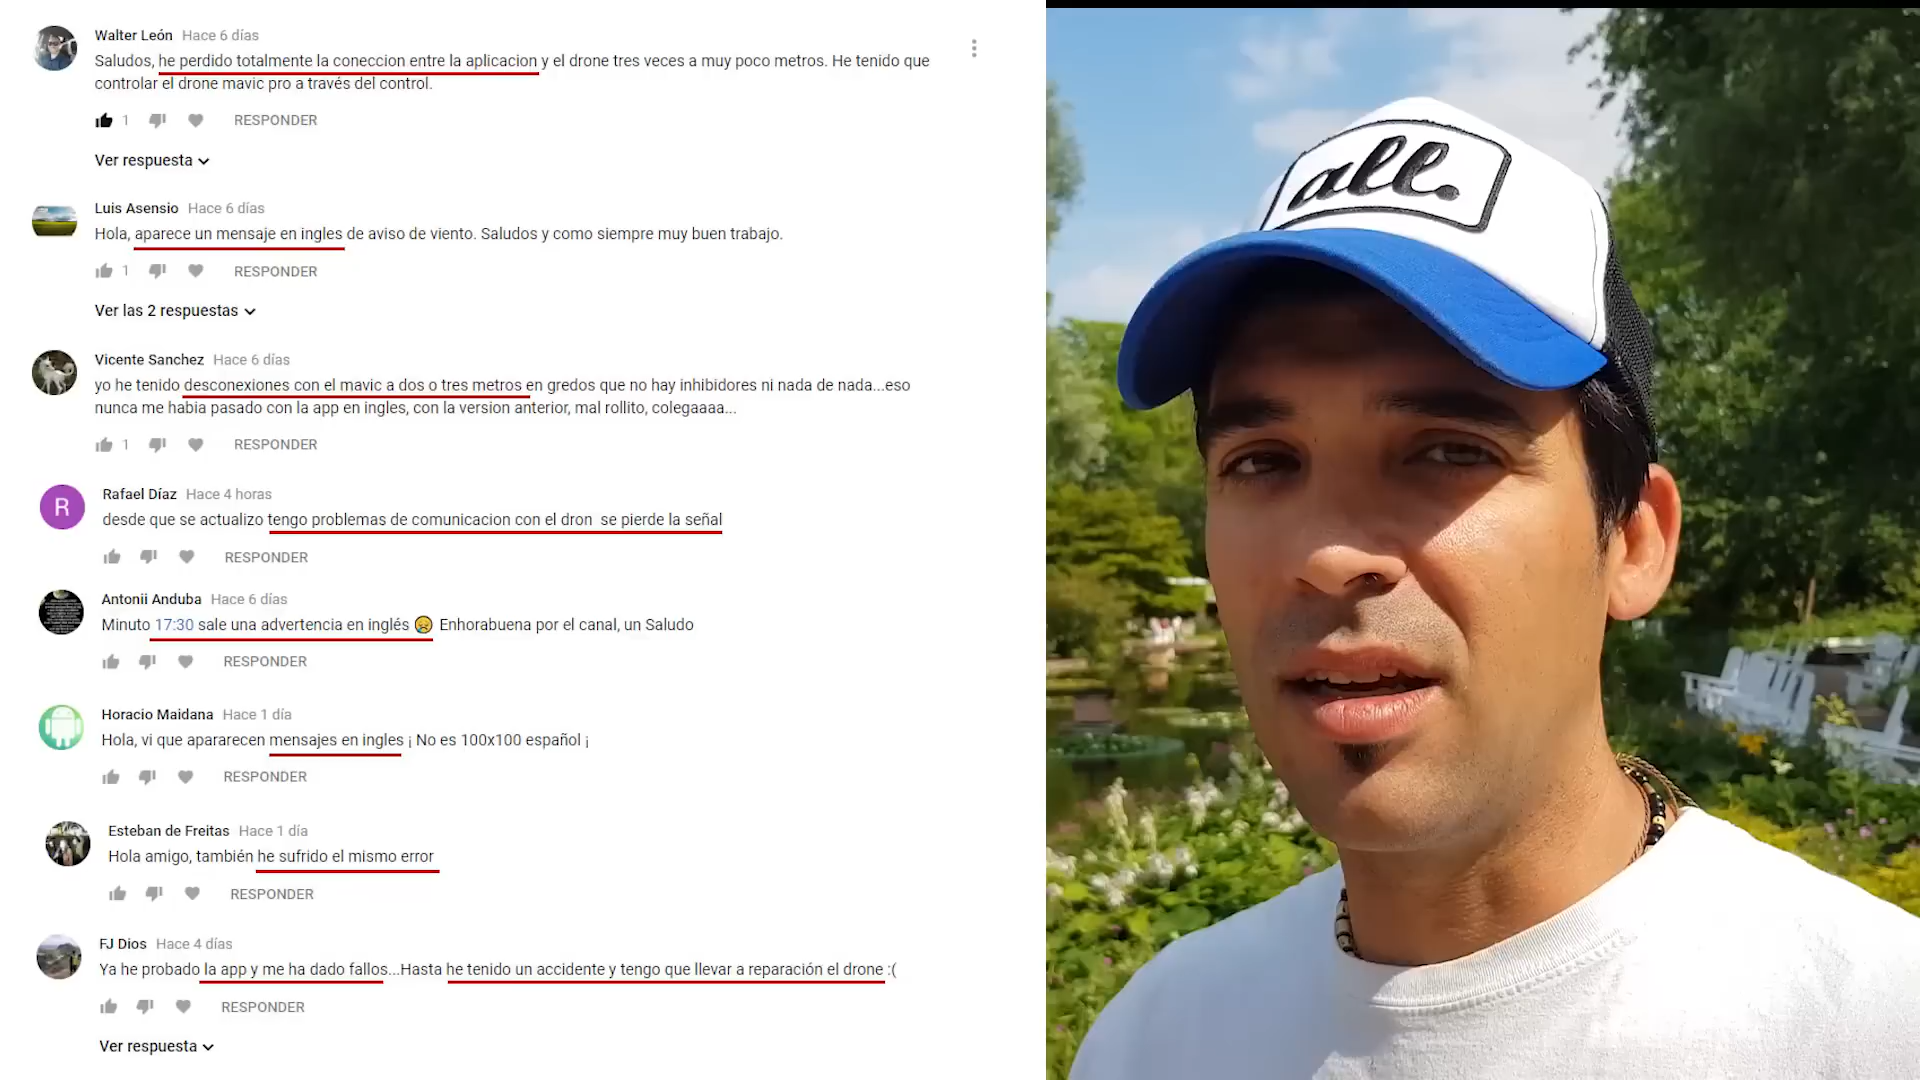 Walter León Hace 6 días
Saludos, he perdido totalmente la coneccion entre la aplicacion y el drone tres veces a muy poco metros. He tenido que
controlar el drone mavic pro a través del control.
1 RESPONDER
Ver respuesta
Luis Asensio Hace 6 días
Hola, aparece un mensaje en ingles de aviso de viento. Saludos y como siempre muy buen trabajo.
1 RESPONDER
Ver las 2 respuestas
Vicente Sanchez Hace 6 días
yo he tenido desconexiones con el mavic a dos o tres metros en gredos que no hay inhibidores ni nada de nada...eso
nunca me habia pasado con la app en ingles, con la version anterior, mal rollito, colegaaaa...
1 RESPONDER
R
Rafael Díaz Hace 4 horas
desde que se actualizo tengo problemas de comunicacion con el dron se pierde la señal
RESPONDER
Antonii Anduba Hace 6 días
Minuto 17:30 sale una advertencia en inglés 😢 Enhorabuena por el canal, un Saludo
RESPONDER
Horacio Maidana Hace 1 día
Hola, vi que apararecen mensajes en ingles ¡ No es 100x100 español ¡
RESPONDER
Esteban de Freitas Hace 1 día
Hola amigo, también he sufrido el mismo error
RESPONDER
FJ Dios Hace 4 días
Ya he probado la app y me ha dado fallos...Hasta he tenido un accidente y tengo que llevar a reparación el drone :(
RESPONDER
Ver respuesta
all.